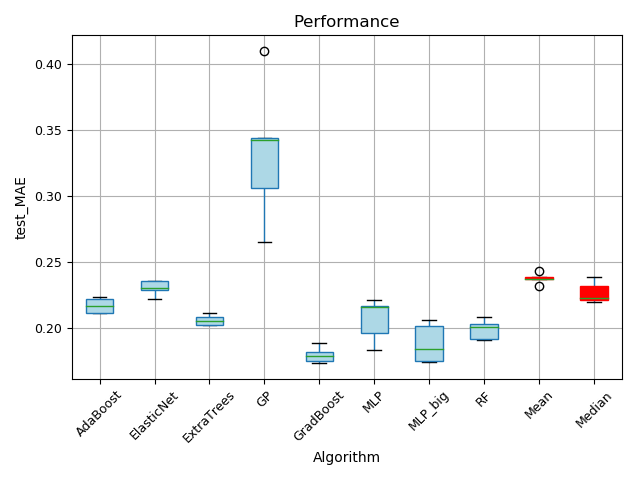 Performance
0.40
0.35
0.30
0.25
0.20
test_MAE
AdaBoost
ElasticNet
ExtraTrees
GP
GradBoost
MLP
MLP_big
RF
Mean
Median
Algorithm